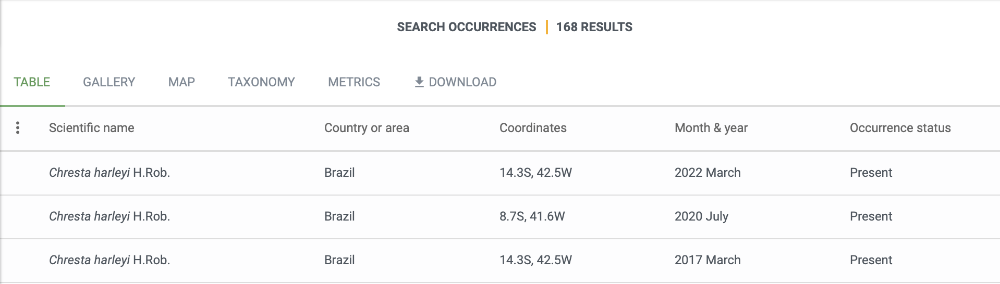 SEARCH OCCURRENCES | 168 RESULTS
TABLE GALLERY MAP TAXONOMY METRICS DOWNLOAD
Scientific name Country or area Coordinates Month & year Occurrence status
Chresta harleyi H.Rob. Brazil 14.3S, 42.5W 2022 March Present
Chresta harleyi H.Rob. Brazil 8.7S, 41.6W 2020 July Present
Chresta harleyi H.Rob. Brazil 14.3S, 42.5W 2017 March Present